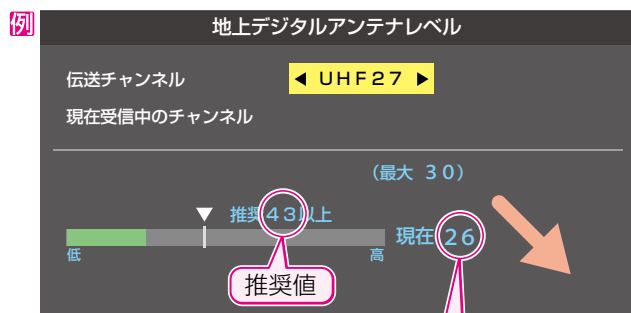 例
地上デジタルアンテナレベル
伝送チャンネル ◀ UHF27 ▶
現在受信中のチャンネル
(最大 30)
▼ 推奨43以上
現在 26
低 高
推奨値